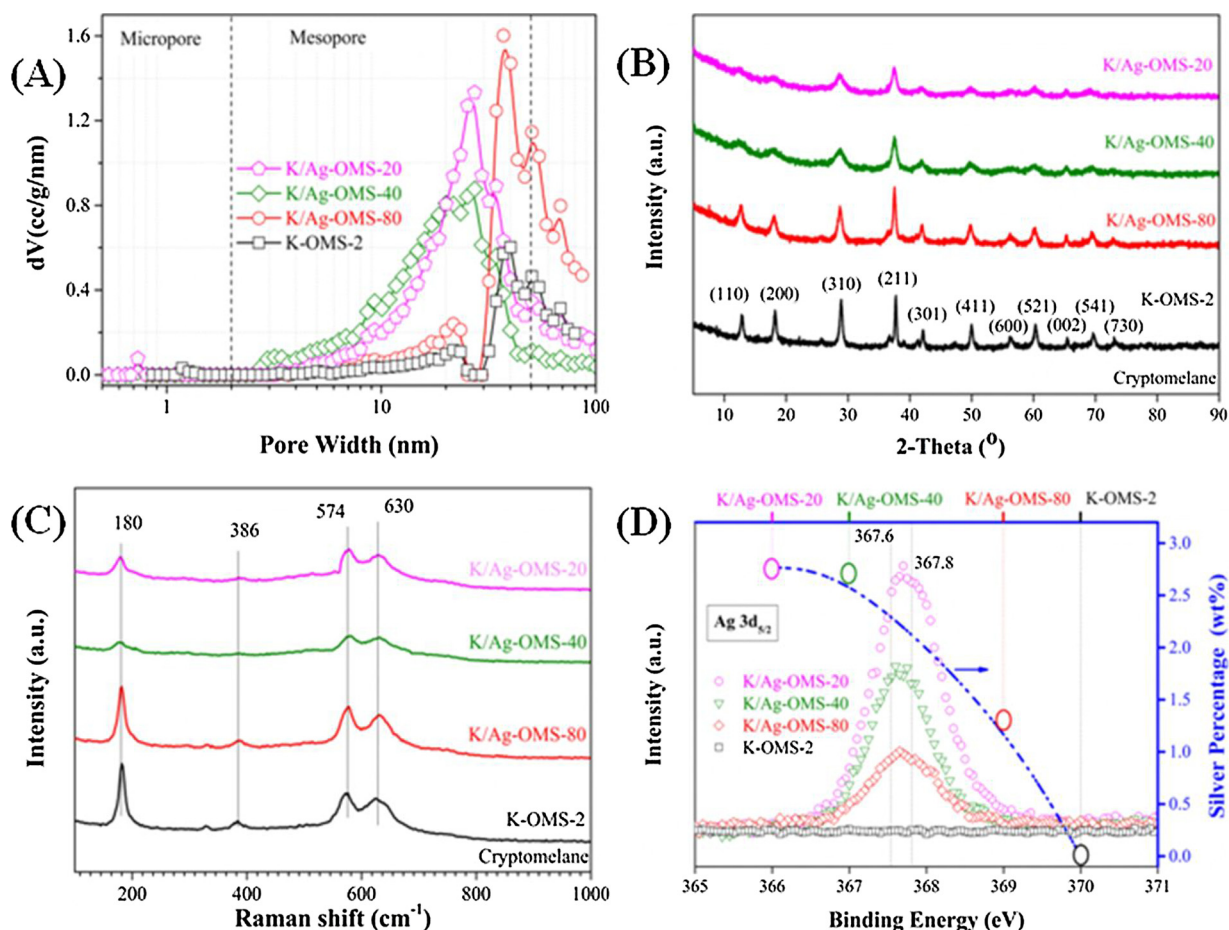 (A)
Micropore
Mesopore
K/Ag-OMS-20
K/Ag-OMS-40
K/Ag-OMS-80
K-OMS-2
dV(cc/g/nm)
1.6
1.2
0.8
0.4
0.0
1
10
100
Pore Width (nm)
(B)
K/Ag-OMS-20
K/Ag-OMS-40
K/Ag-OMS-80
K-OMS-2
(110)
(200)
(310)
(211)
(301)
(411)
(600)
(521)
(002)
(541)
(730)
Cryptomelane
Intensity (a.u.)
10 20 30 40 50 60 70 80 90
2-Theta (O)
(C)
180
386
574
630
K/Ag-OMS-20
K/Ag-OMS-40
K/Ag-OMS-80
K-OMS-2
Cryptomelane
Intensity (a.u.)
200 400 600 800 1000
Raman shift (cm-1)
(D)
K/Ag-OMS-20 K/Ag-OMS-40 K/Ag-OMS-80 K-OMS-2
367.6
367.8
Ag 3d5/2
K/Ag-OMS-20
K/Ag-OMS-40
K/Ag-OMS-80
K-OMS-2
Intensity (a.u.)
3.0
2.5
2.0
1.5
1.0
0.5
0.0
Silver Percentage (wt%)
365 366 367 368 369 370 371
Binding Energy (eV)